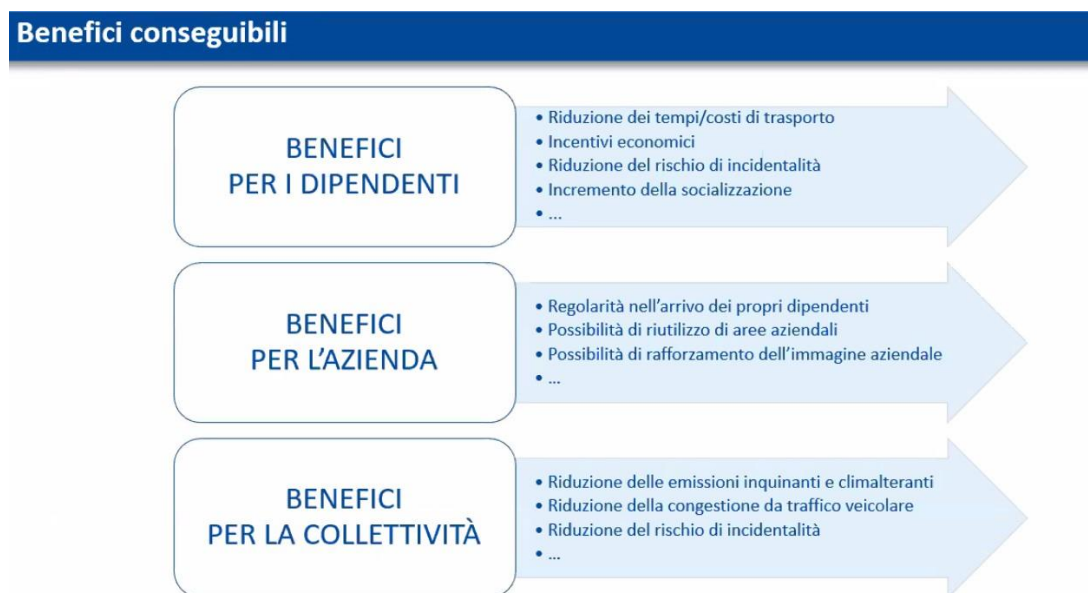 Benefici conseguibili
BENEFICI
PER I DIPENDENTI
• Riduzione dei tempi/costi di trasporto
• Incentivi economici
• Riduzione del rischio di incidentalità
• Incremento della socializzazione
• ...
BENEFICI
PER L'AZIENDA
• Regolarità nell'arrivo dei propri dipendenti
• Possibilità di riutilizzo di aree aziendali
• Possibilità di rafforzamento dell'immagine aziendale
• ...
BENEFICI
PER LA COLLETTIVITÀ
• Riduzione delle emissioni inquinanti e climalteranti
• Riduzione della congestione da traffico veicolare
• Riduzione del rischio di incidentalità
• ...